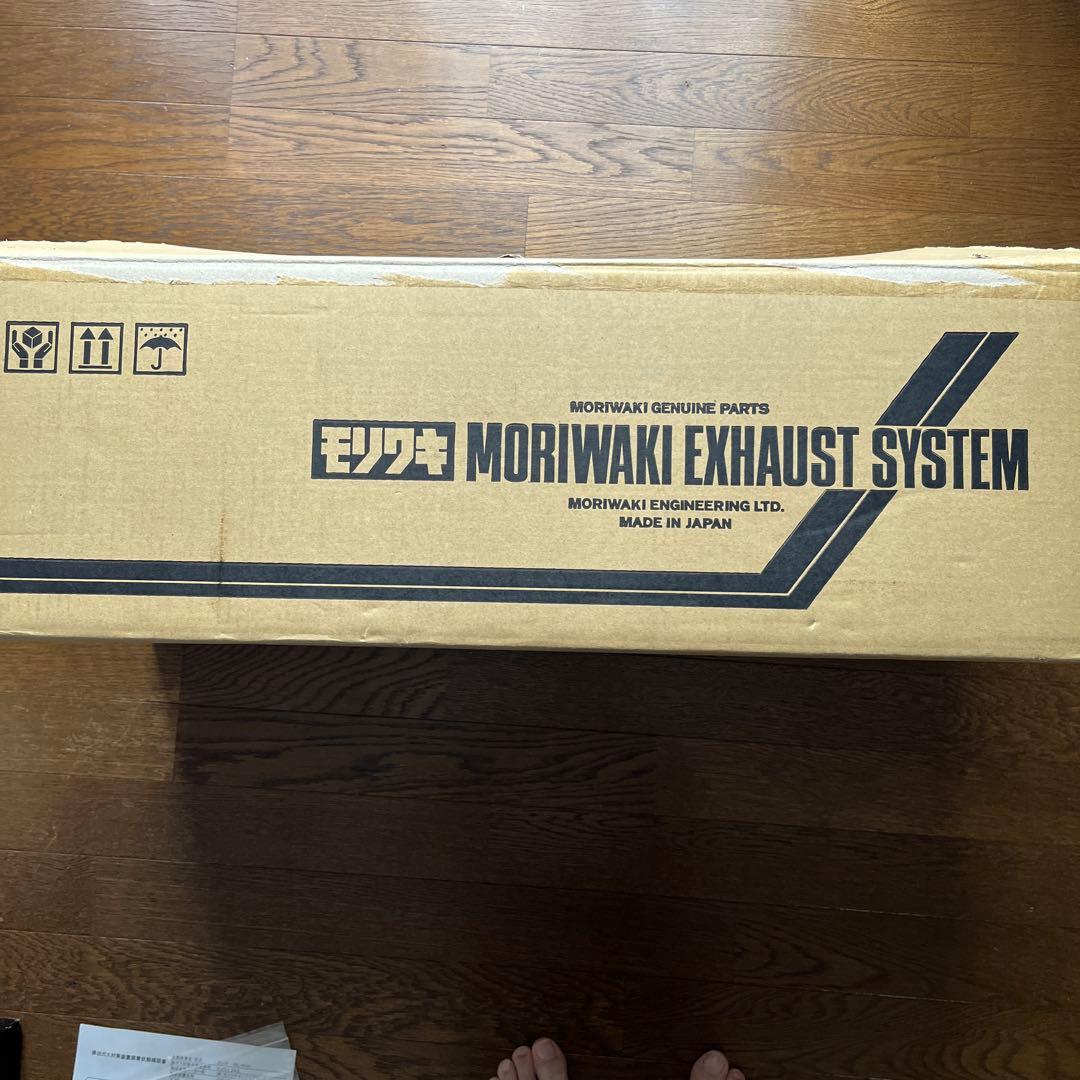 MORIWAKI GENUINE PARTS
モリワキ MORIWAKI EXHAUST SYSTEM
MORIWAKI ENGINEERING LTD.
MADE IN JAPAN